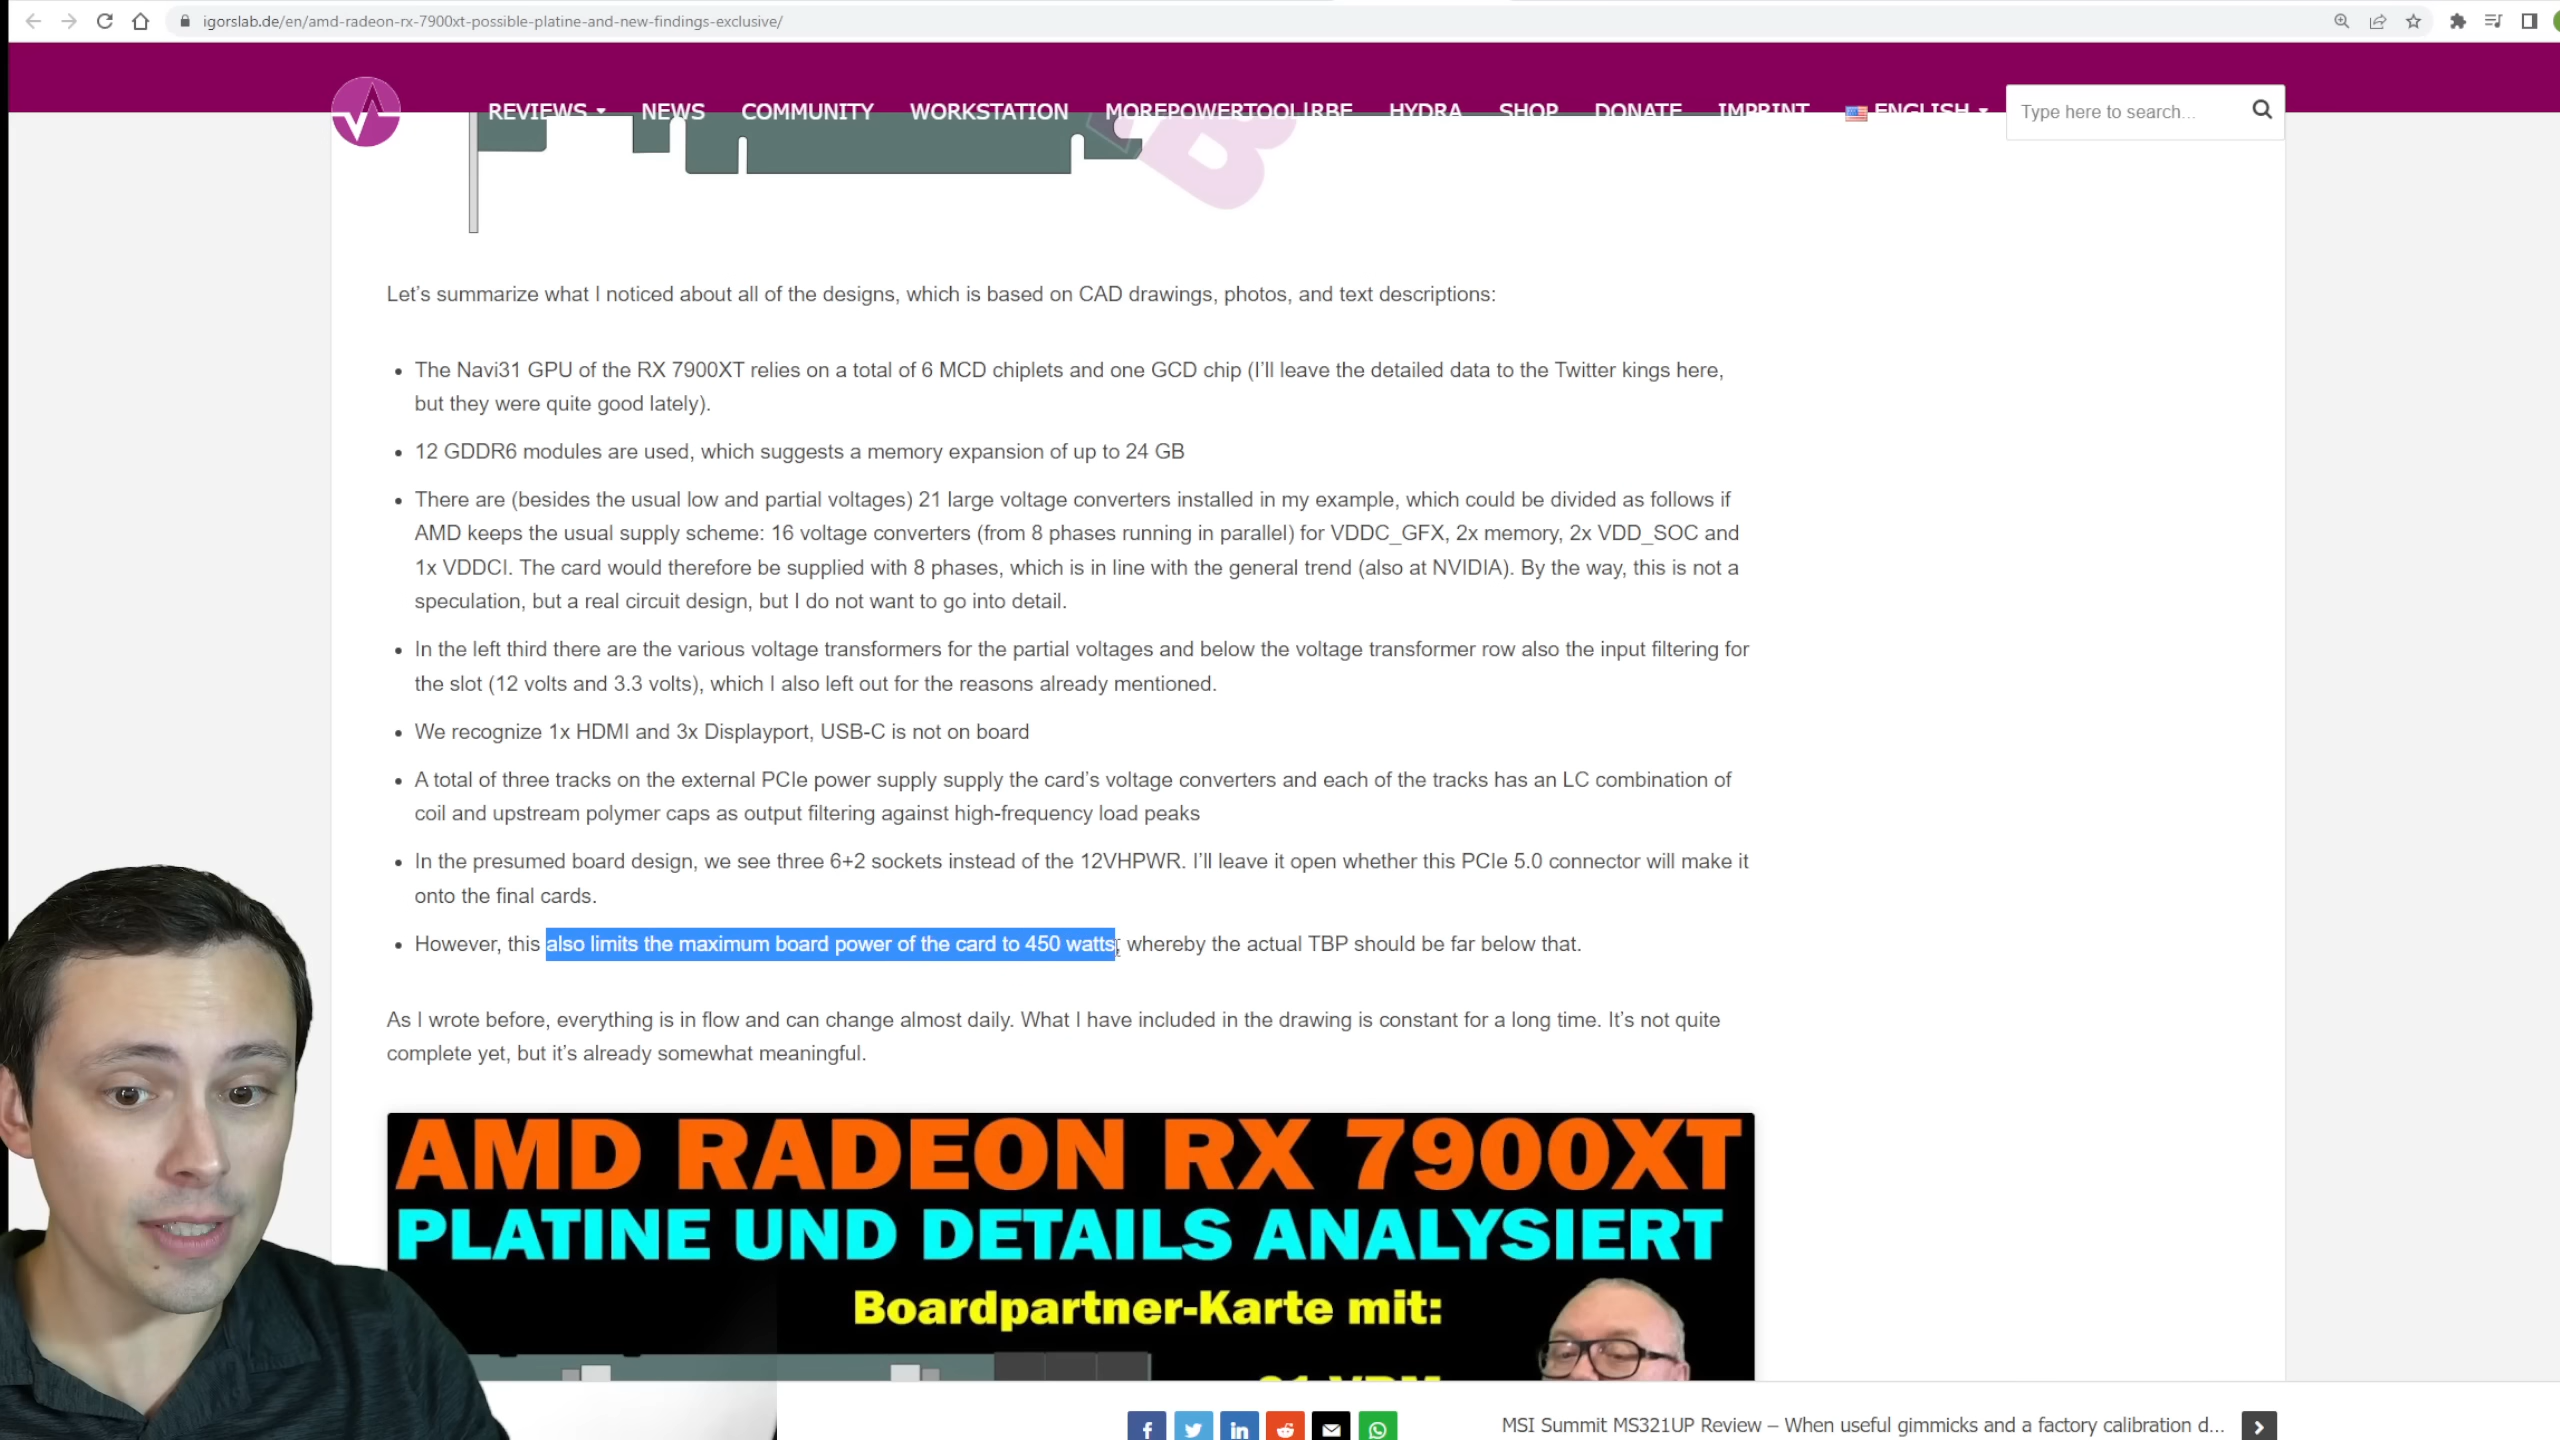 igorslab.de/en/amd-radeon-rx-7900xt-possible-platine-and-new-findings-exclusive/
REVIEWS NEWS COMMUNITY WORKSTATION MOREPOWERTOOL|RBE HYDRA SHOP DONATE IMPRINT ENGLISH Type here to search...
B
Let’s summarize what I noticed about all of the designs, which is based on CAD drawings, photos, and text descriptions:
• The Navi31 GPU of the RX 7900XT relies on a total of 6 MCD chiplets and one GCD chip (I’ll leave the detailed data to the Twitter kings here,
but they were quite good lately).
• 12 GDDR6 modules are used, which suggests a memory expansion of up to 24 GB
• There are (besides the usual low and partial voltages) 21 large voltage converters installed in my example, which could be divided as follows if
AMD keeps the usual supply scheme: 16 voltage converters (from 8 phases running in parallel) for VDDC_GFX, 2x memory, 2x VDD_SOC and
1x VDDCI. The card would therefore be supplied with 8 phases, which is in line with the general trend (also at NVIDIA). By the way, this is not a
speculation, but a real circuit design, but I do not want to go into detail.
• In the left third there are the various voltage transformers for the partial voltages and below the voltage transformer row also the input filtering for
the slot (12 volts and 3.3 volts), which I also left out for the reasons already mentioned.
• We recognize 1x HDMI and 3x Displayport, USB-C is not on board
• A total of three tracks on the external PCIe power supply supply the card’s voltage converters and each of the tracks has an LC combination of
coil and upstream polymer caps as output filtering against high-frequency load peaks
• In the presumed board design, we see three 6+2 sockets instead of the 12VHPWR. I’ll leave it open whether this PCIe 5.0 connector will make it
onto the final cards.
• However, this also limits the maximum board power of the card to 450 watts, whereby the actual TBP should be far below that.
As I wrote before, everything is in flow and can change almost daily. What I have included in the drawing is constant for a long time. It’s not quite
complete yet, but it’s already somewhat meaningful.
AMD RADEON RX 7900XT
PLATINE UND DETAILS ANALYSIERT
Boardpartner-Karte mit:
MSI Summit MS321UP Review – When useful gimmicks and a factory calibration d...